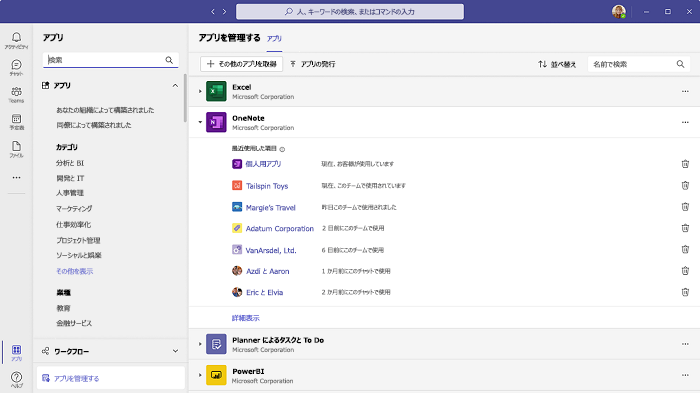 人、キーワードの検索、またはコマンドの入力
アクティビティ
チャット
Teams
予定表
ファイル
アプリ
ヘルプ
アプリ
検索
アプリ
あなたの組織によって構築されました
同僚によって構築されました
カテゴリ
分析と BI
開発と IT
人事管理
マーケティング
仕事効率化
プロジェクト管理
ソーシャルと娯楽
その他を表示
業種
教育
金融サービス
ワークフロー
アプリを管理する
アプリを管理する アプリ
+ その他のアプリを取得 アプリの発行 並べ替え 名前で検索
Excel
Microsoft Corporation
OneNote
Microsoft Corporation
最近使用した項目
個人用アプリ 現在、お客様が使用しています
Tailspin Toys 現在、このチームで使用されています
Margie's Travel 昨日このチームで使用されました
Adatum Corporation 2 日前にこのチームで使用
VanArsdel, Ltd. 6 日前にこのチームで使用
Azdi と Aaron 1 か月前にこのチャットで使用
Eric と Elvia 2 か月前にこのチャットで使用
詳細表示
Planner によるタスクと To Do
Microsoft Corporation
PowerBI
Microsoft Corporation